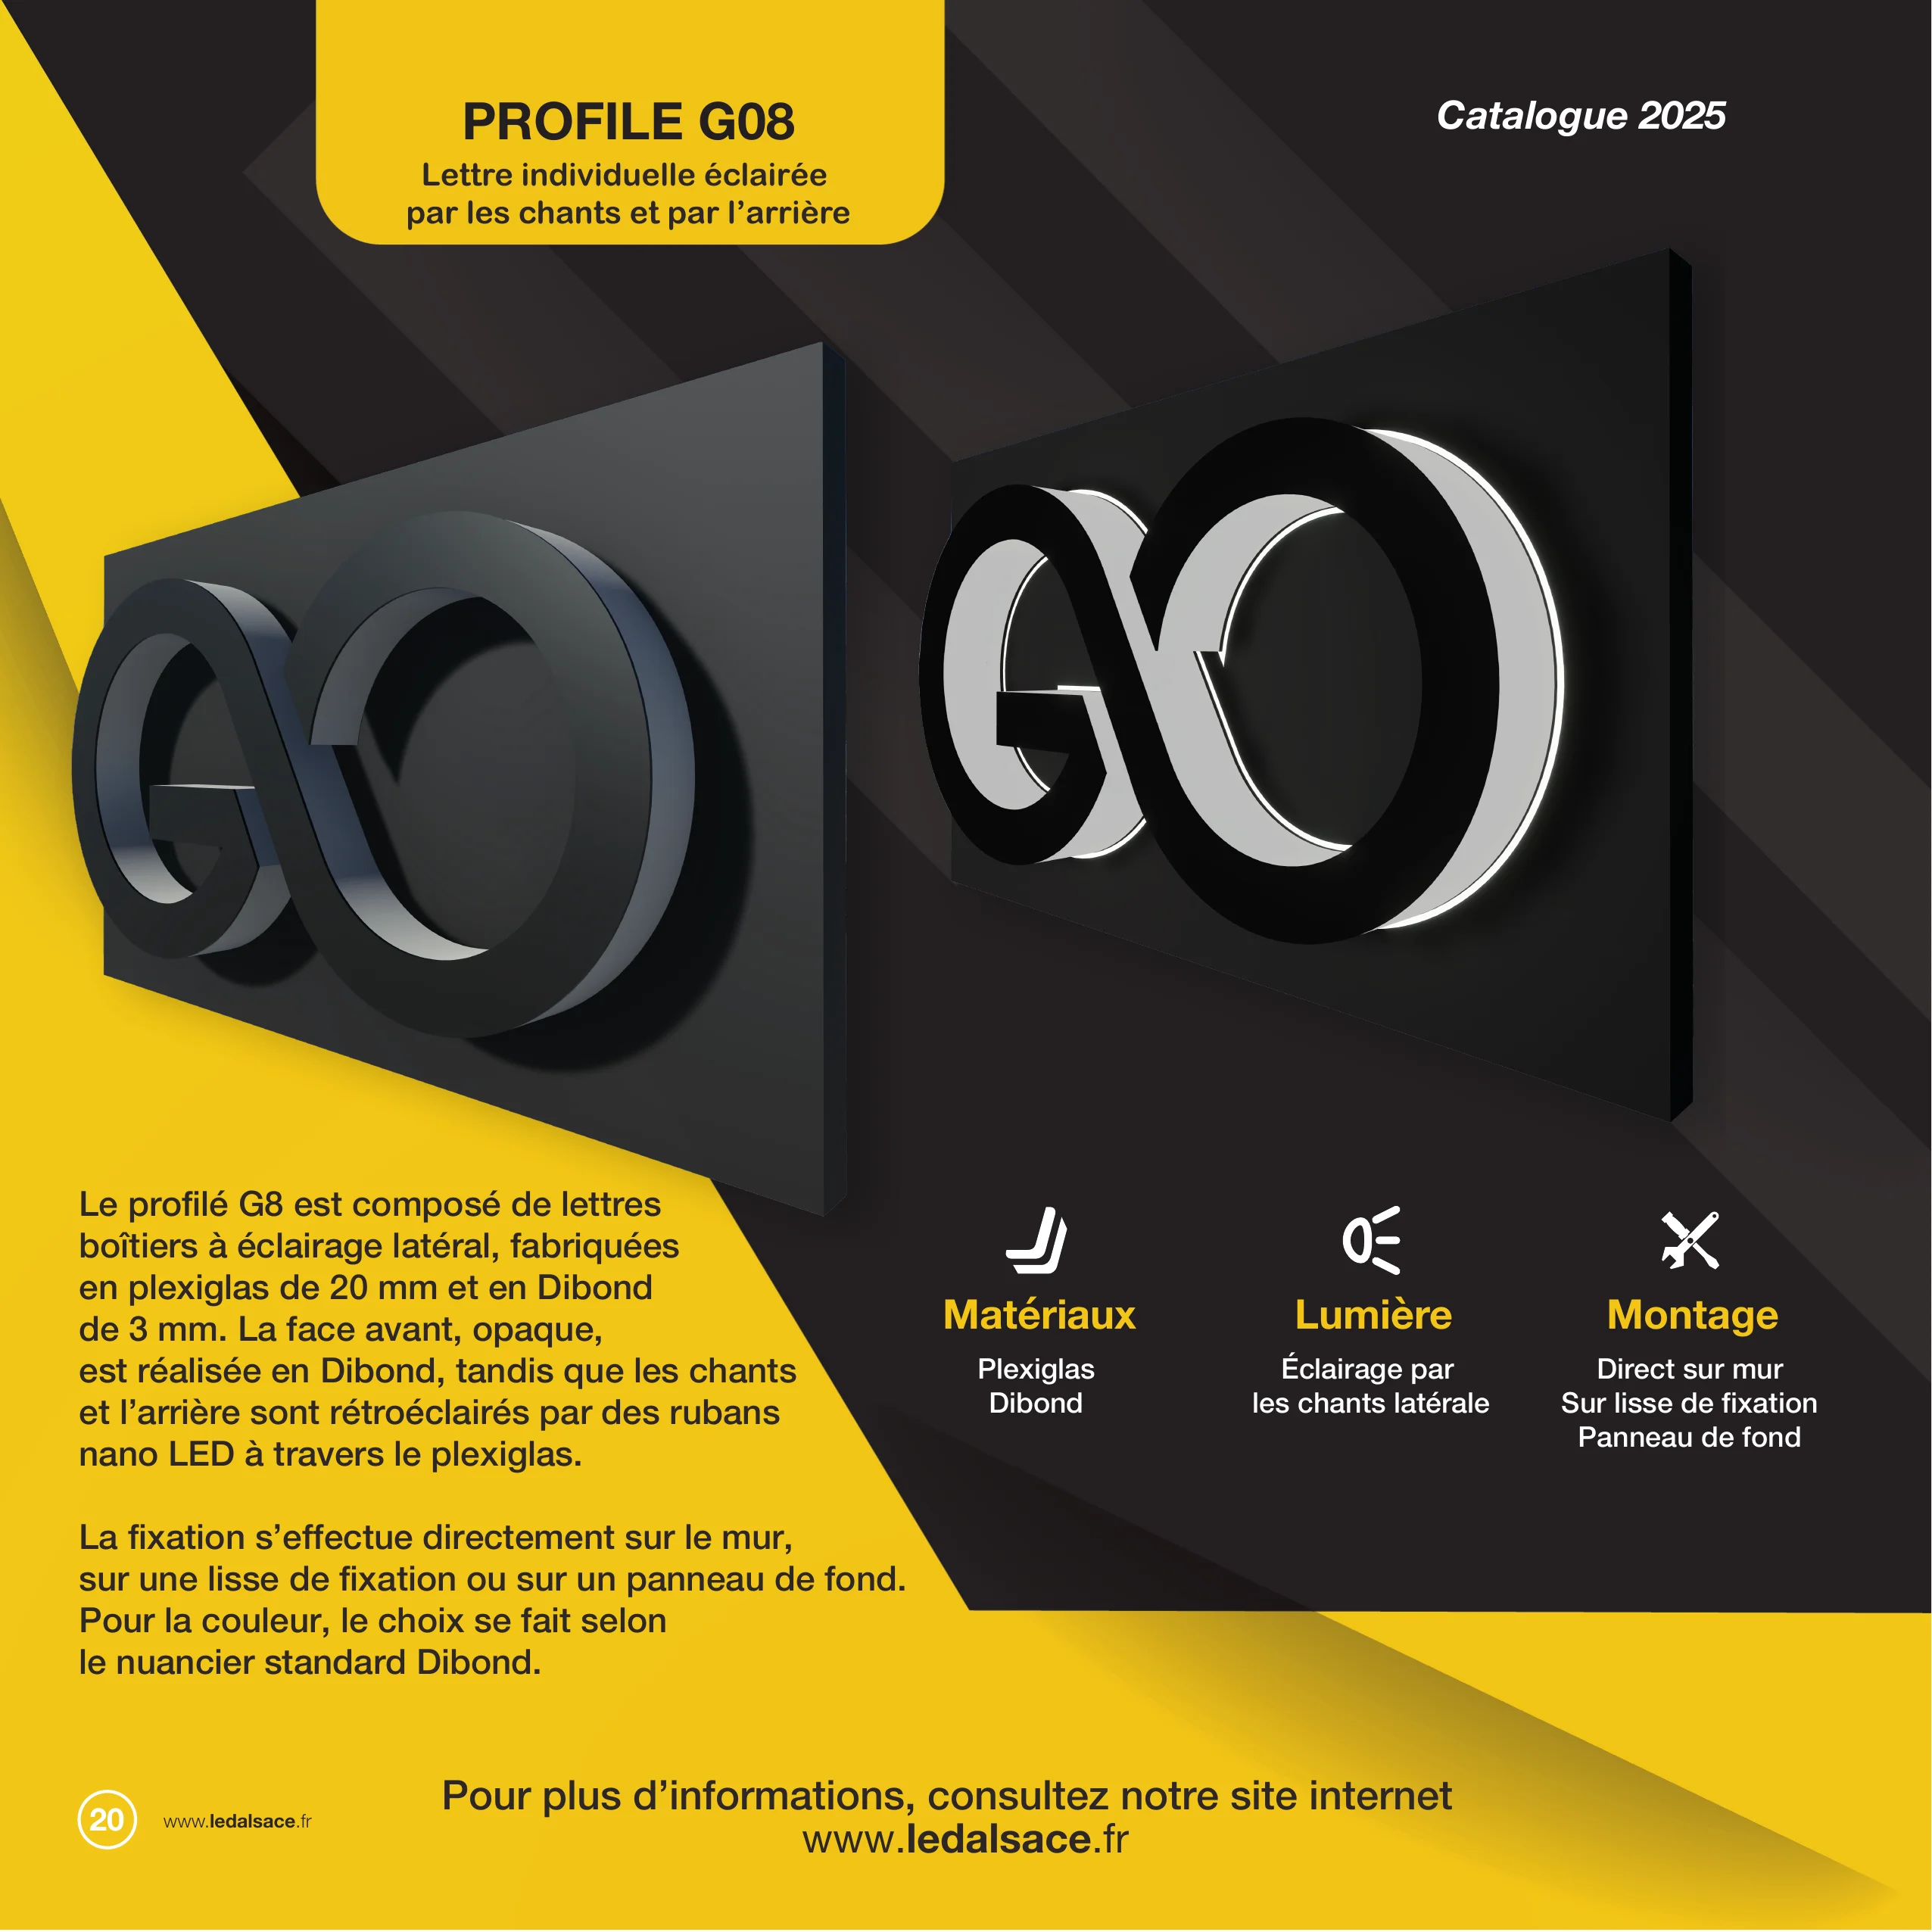 PROFILE G08
Lettre individuelle éclairée
par les chants et par l’arrière
Catalogue 2025
GO
GO
Le profilé G8 est composé de lettres
boîtiers à éclairage latéral, fabriquées
en plexiglas de 20 mm et en Dibond
de 3 mm. La face avant, opaque,
est réalisée en Dibond, tandis que les chants
et l’arrière sont rétroéclairés par des rubans
nano LED à travers le plexiglas.
La fixation s’effectue directement sur le mur,
sur une lisse de fixation ou sur un panneau de fond.
Pour la couleur, le choix se fait selon
le nuancier standard Dibond.
Matériaux
Plexiglas
Dibond
Lumière
Éclairage par
les chants latérale
Montage
Direct sur mur
Sur lisse de fixation
Panneau de fond
Pour plus d’informations, consultez notre site internet
www.ledalsace.fr
20
www.ledalsace.fr